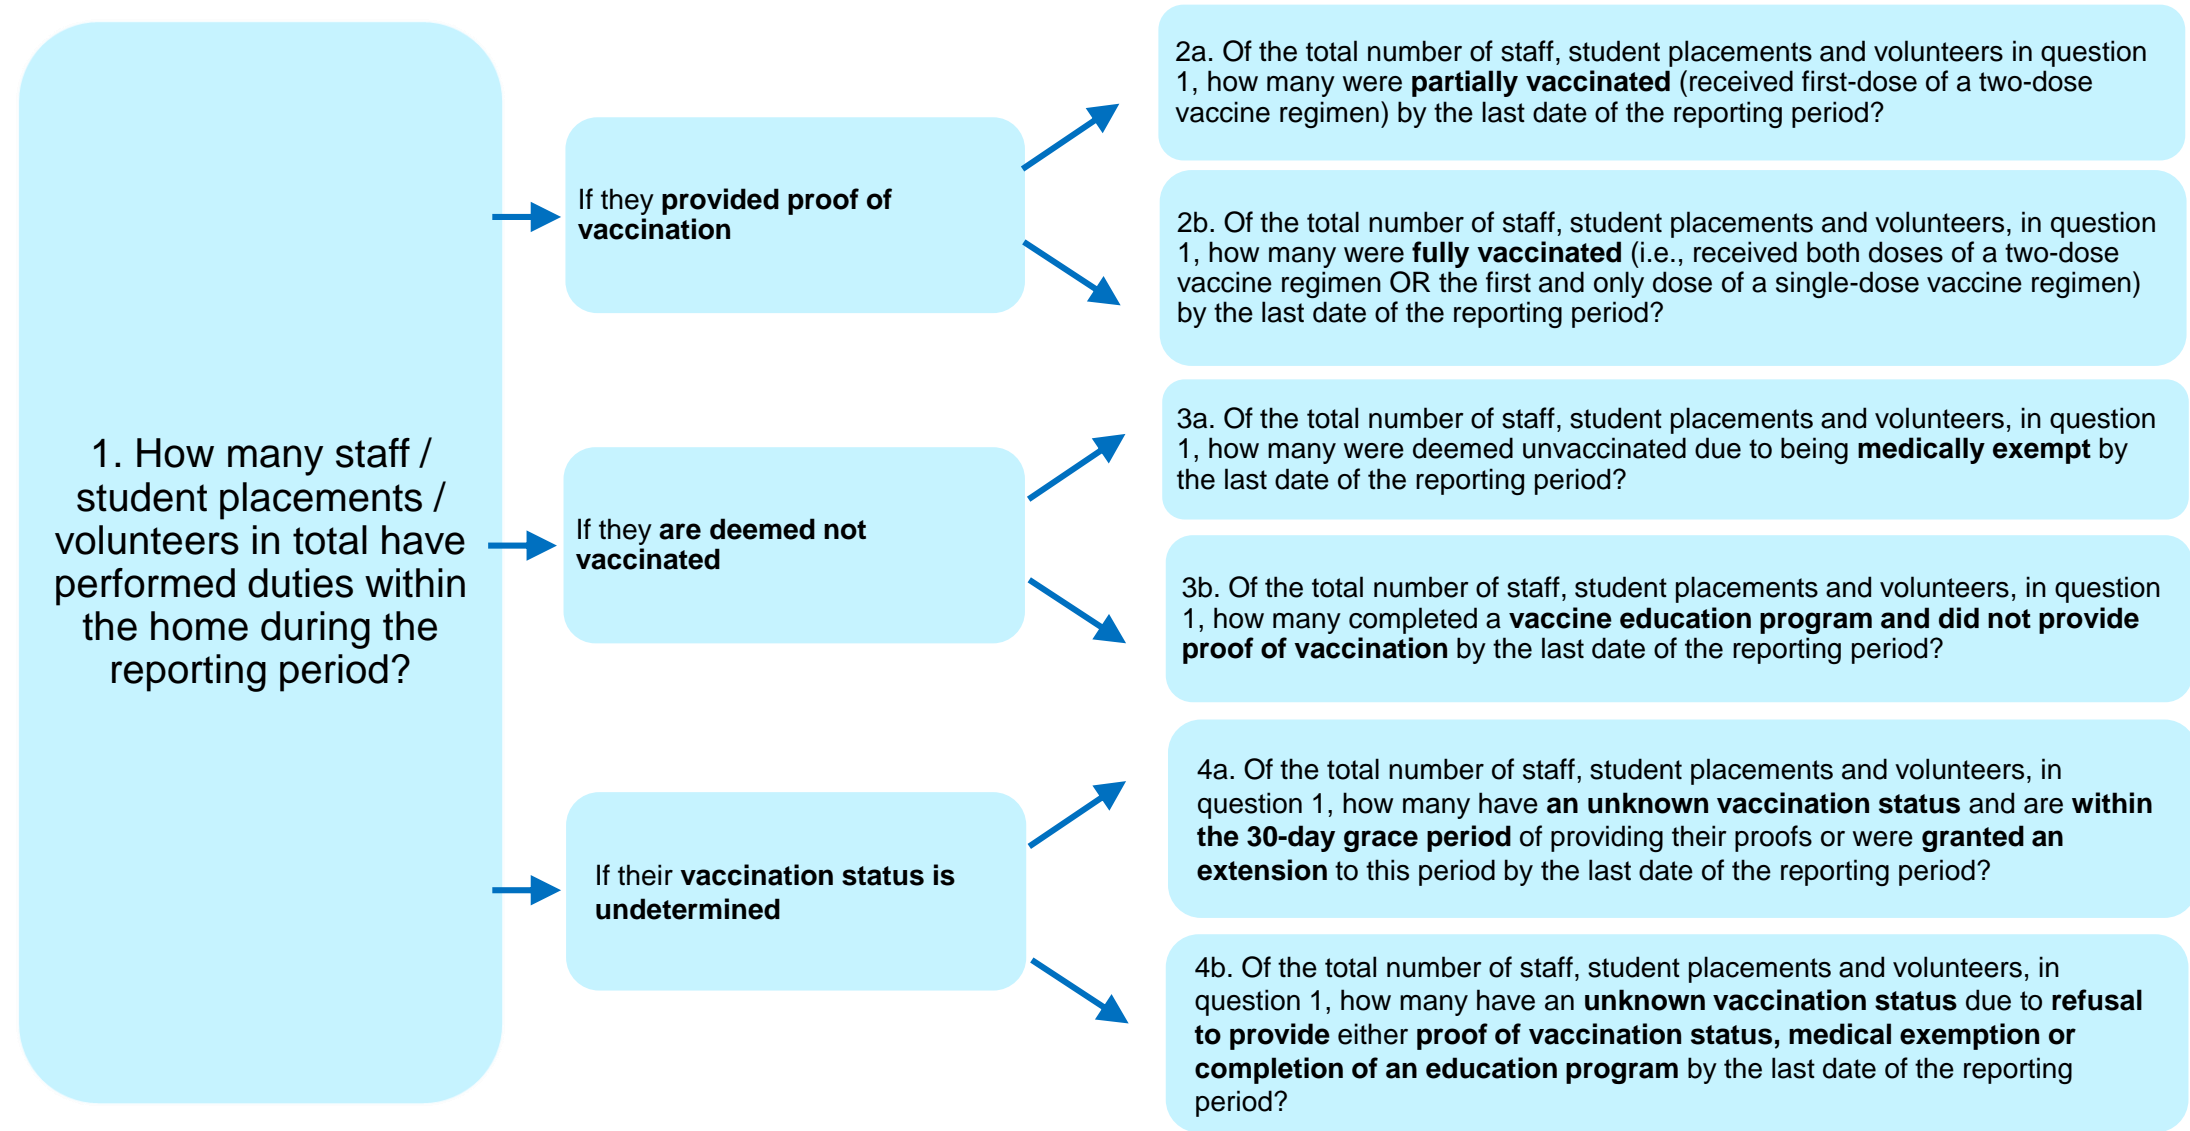 1. How many staff /
student placements /
volunteers in total have
performed duties within
the home during the
reporting period?
If they provided proof of
vaccination
2a. Of the total number of staff, student placements and volunteers in question
1, how many were partially vaccinated (received first-dose of a two-dose
vaccine regimen) by the last date of the reporting period?
2b. Of the total number of staff, student placements and volunteers, in question
1, how many were fully vaccinated (i.e., received both doses of a two-dose
vaccine regimen OR the first and only dose of a single-dose vaccine regimen)
by the last date of the reporting period?
If they are deemed not
vaccinated
3a. Of the total number of staff, student placements and volunteers, in question
1, how many were deemed unvaccinated due to being medically exempt by
the last date of the reporting period?
3b. Of the total number of staff, student placements and volunteers, in question
1, how many completed a vaccine education program and did not provide
proof of vaccination by the last date of the reporting period?
If their vaccination status is
undetermined
4a. Of the total number of staff, student placements and volunteers, in
question 1, how many have an unknown vaccination status and are within
the 30-day grace period of providing their proofs or were granted an
extension to this period by the last date of the reporting period?
4b. Of the total number of staff, student placements and volunteers, in
question 1, how many have an unknown vaccination status due to refusal
to provide either proof of vaccination status, medical exemption or
completion of an education program by the last date of the reporting
period?